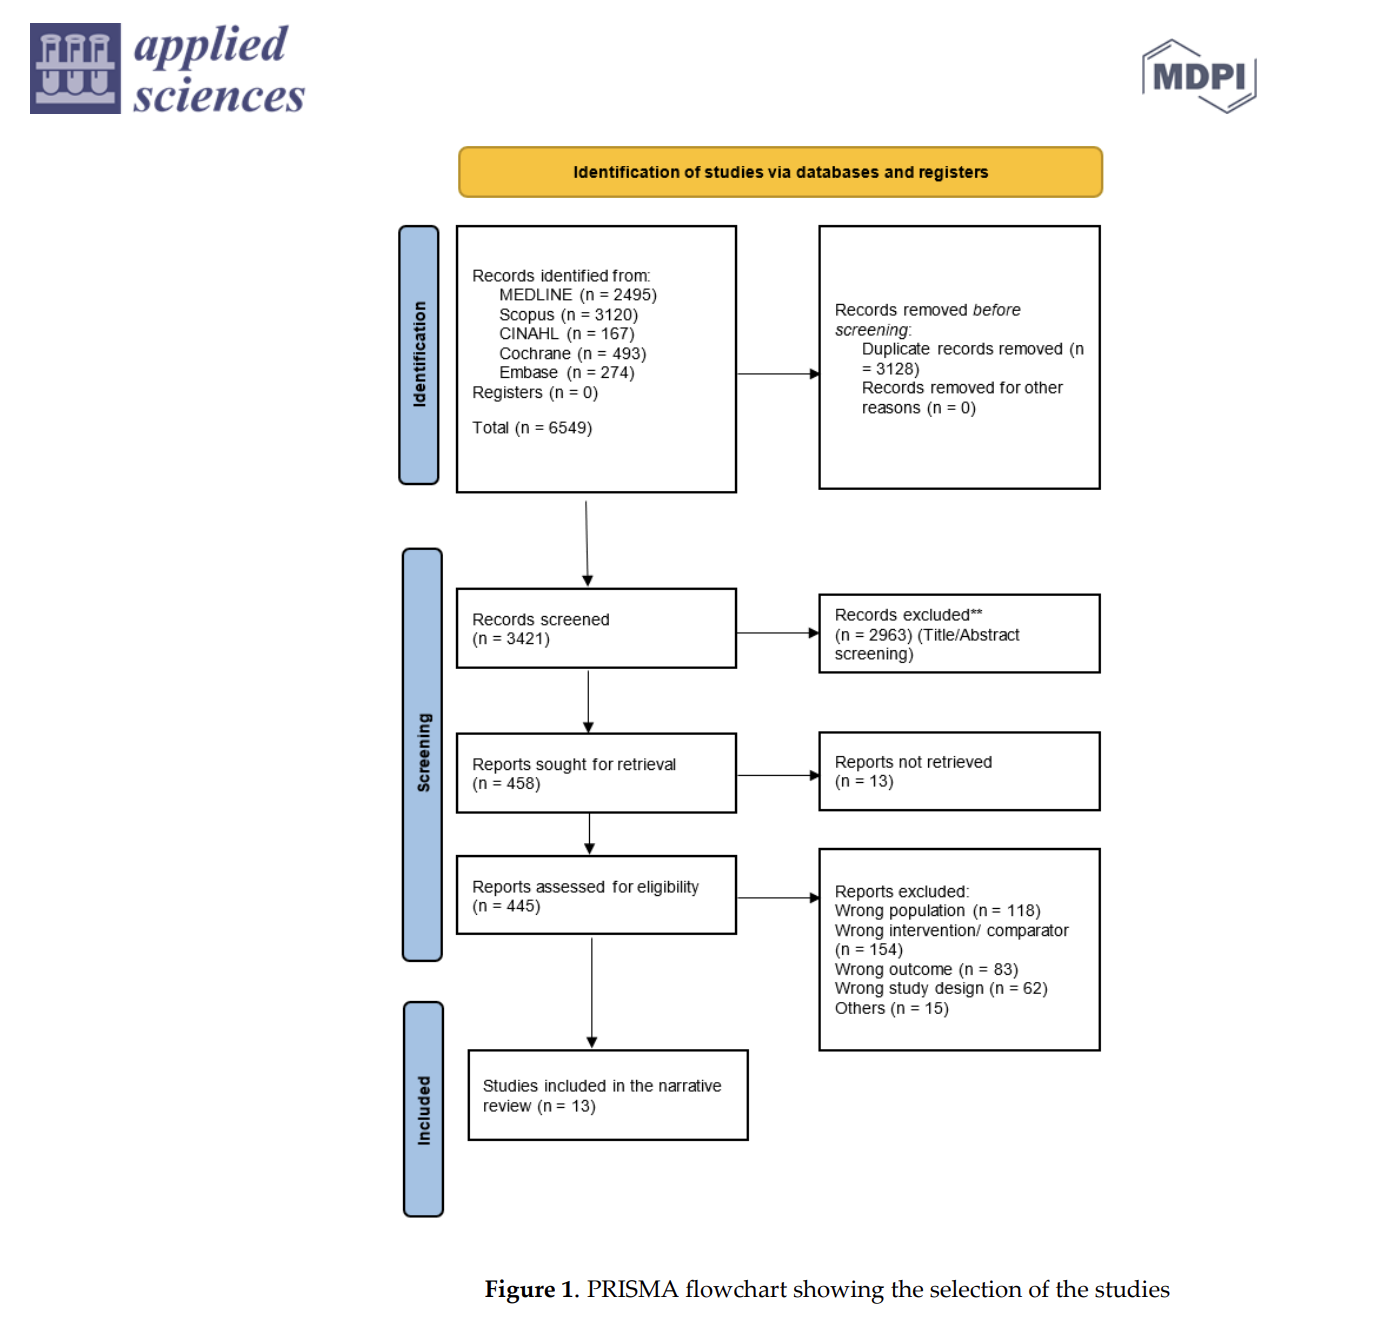 applied
sciences
MDPI
Identification of studies via databases and registers
Identification
Records identified from:
MEDLINE (n = 2495)
Scopus (n = 3120)
CINAHL (n = 167)
Cochrane (n = 493)
Embase (n = 274)
Registers (n = 0)
Total (n = 6549)
Records removed before
screening:
Duplicate records removed (n
= 3128)
Records removed for other
reasons (n = 0)
Screening
Records screened
(n = 3421)
Records excluded**
(n = 2963) (Title/Abstract
screening)
Reports sought for retrieval
(n = 458)
Reports not retrieved
(n = 13)
Reports assessed for eligibility
(n = 445)
Reports excluded:
Wrong population (n = 118)
Wrong intervention/ comparator
(n = 154)
Wrong outcome (n = 83)
Wrong study design (n = 62)
Others (n = 15)
Included
Studies included in the narrative
review (n = 13)
Figure 1. PRISMA flowchart showing the selection of the studies